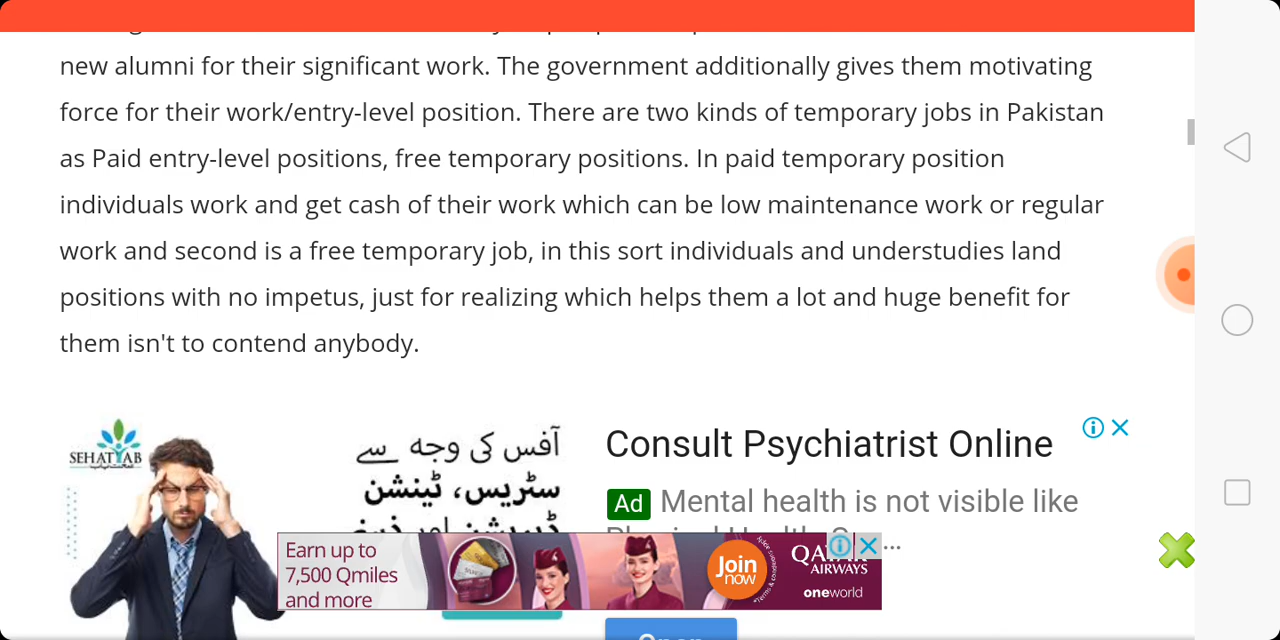 new alumni for their significant work. The government additionally gives them motivating
force for their work/entry-level position. There are two kinds of temporary jobs in Pakistan
as Paid entry-level positions, free temporary positions. In paid temporary position
individuals work and get cash of their work which can be low maintenance work or regular
work and second is a free temporary job, in this sort individuals and understudies land
positions with no impetus, just for realizing which helps them a lot and huge benefit for
them isn't to contend anybody.
SEHATYAB
آفس کی وجہ سے
سٹریس، ٹینشن
Consult Psychiatrist Online
Ad Mental health is not visible like
...
Earn up to
7,500 Qmiles
and more
Join
now
QATAR
AIRWAYS
oneworld